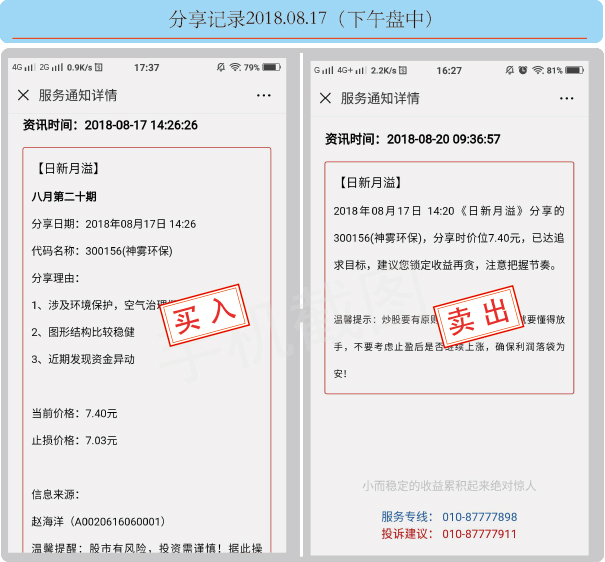 分享记录2018.08.17（下午盘中）
4G 2G 0.9K/s 17:37 79%
服务通知详情 ···
资讯时间：2018-08-17 14:26:26
【日新月溢】
八月第二十期
分享日期：2018年08月17日 14:26
代码名称：300156(神雾环保)
分享理由：
1、涉及环境保护，空气治理
2、图形结构比较稳健
3、近期发现资金异动
买入
当前价格：7.40元
止损价格：7.03元
信息来源：
赵海洋（A0020616060001）
温馨提醒：股市有风险，投资需谨慎！据此操
G 4G+ 2.2K/s 16:27 81%
服务通知详情 ···
资讯时间：2018-08-20 09:36:57
【日新月溢】
2018年08月17日 14:20《日新月溢》分享的
300156(神雾环保)，分享时价位7.40元，已达追
求目标，建议您锁定收益再贪，注意把握节奏。
温馨提示：炒股要有原则 就要懂得放
手，不要考虑止盈后是否继续上涨，确保利润落袋为
安！
卖出
小而稳定的收益累积起来绝对惊人
服务专线： 010-87777898
投诉建议： 010-87777911